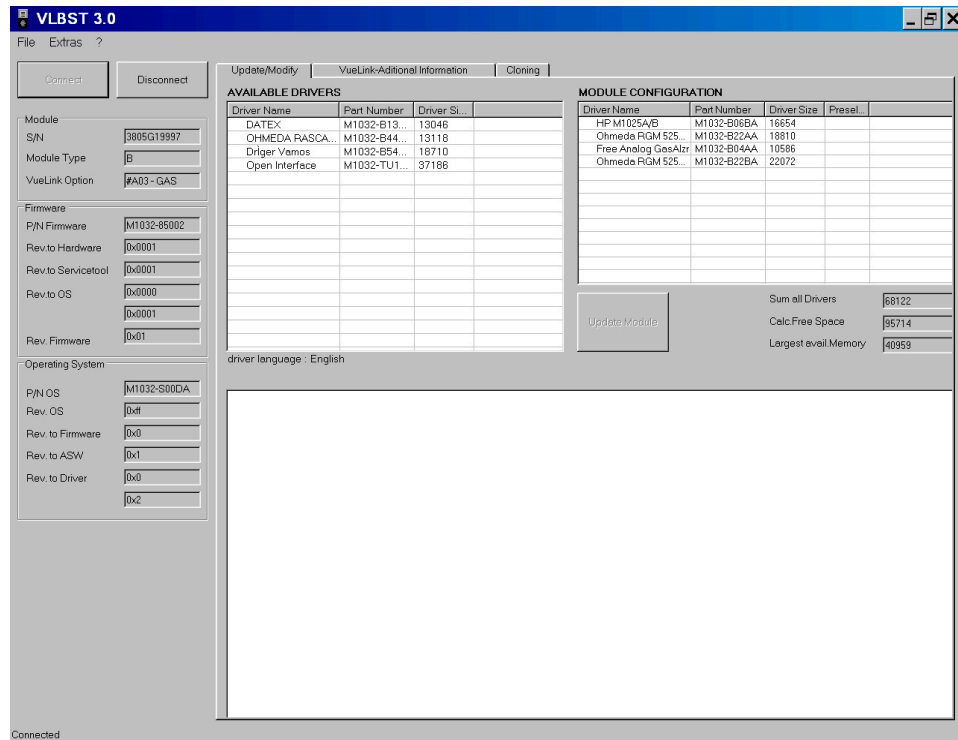 VLBST 3.0
File Extras ?
Connect Disconnect
Module
S/N 3805G19997
Module Type B
VueLink Option #A03 - GAS
Firmware
P/N Firmware M1032-85002
Rev.to Hardware 0x0001
Rev.to Servicetool 0x0001
Rev.to OS 0x0000
0x0001
Rev. Firmware 0x01
Operating System
P/N OS M1032-S00DA
Rev. OS 0xff
Rev. to Firmware 0x0
Rev. to ASW 0x1
Rev. to Driver 0x0
0x2
Update/Modify VueLink-Aditional Information Cloning
AVAILABLE DRIVERS
Driver Name Part Number Driver Si...
DATEX M1032-B13... 13046
OHMEDA RASCA... M1032-B44... 13118
Drlger Vamos M1032-B54... 18710
Open Interface M1032-TU1... 37186
driver language : English
MODULE CONFIGURATION
Driver Name Part Number Driver Size Presel...
HP M1025A/B M1032-B06BA 16654
Ohmeda RGM 525... M1032-B22AA 18810
Free Analog GasAlzr M1032-B04AA 10586
Ohmeda RGM 525... M1032-B22BA 22072
Update Module
Sum all Drivers 68122
Calc.Free Space 95714
Largest avail.Memory 40959
Connected